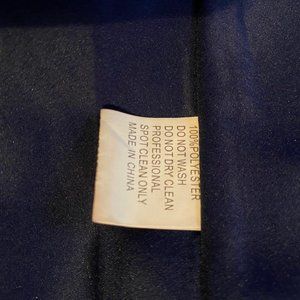 100%POLYESTER
DO NOT WASH
DO NOT DRY CLEAN
PROFESSIONAL
SPOT CLEAN ONLY
MADE IN CHINA